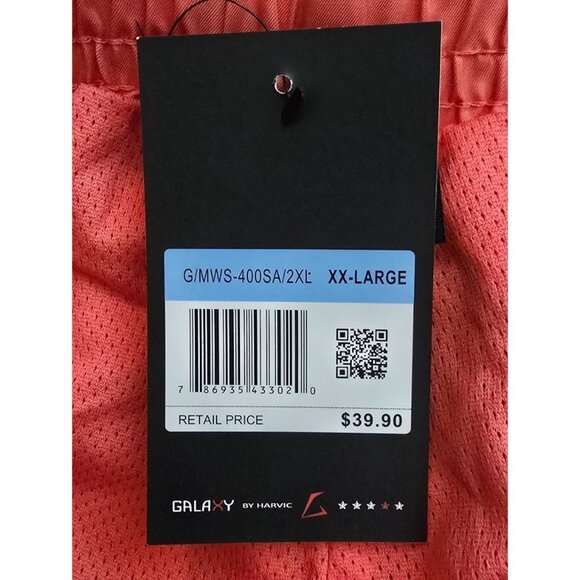 G/MWS-400SA/2XL XX-LARGE
7 86935 43302 0
RETAIL PRICE $39.90
GALAXY BY HARVIC